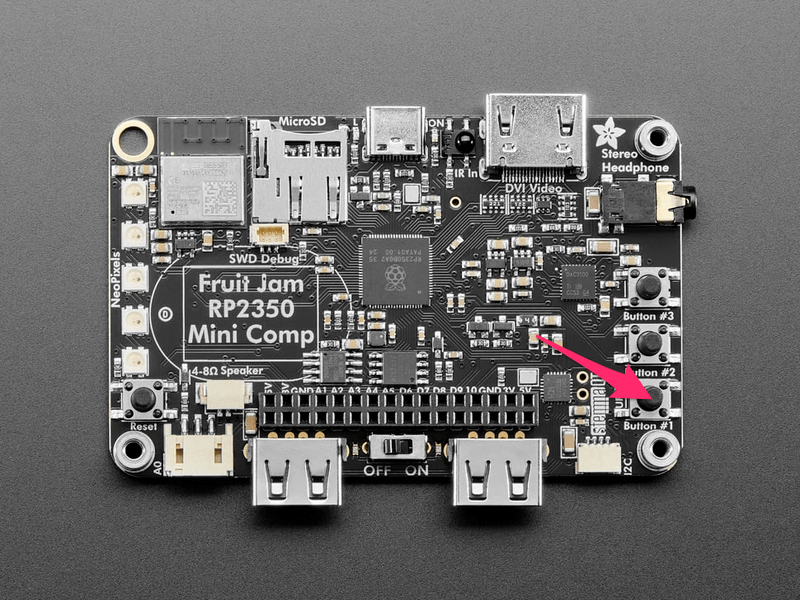 MicroSD
ON
IR In
DVI Video
Stereo
Headphone
SWD Debug
NeoPixels
Fruit Jam
RP2350
Mini Comp
Button #3
Button #2
Button #1
4-8Ω Speaker
Reset
5V 3V GND A1 A2 A3 A4 A5 D6 D7 D8 D9 10 GND 3V 5V
A0
OFF ON
I2C